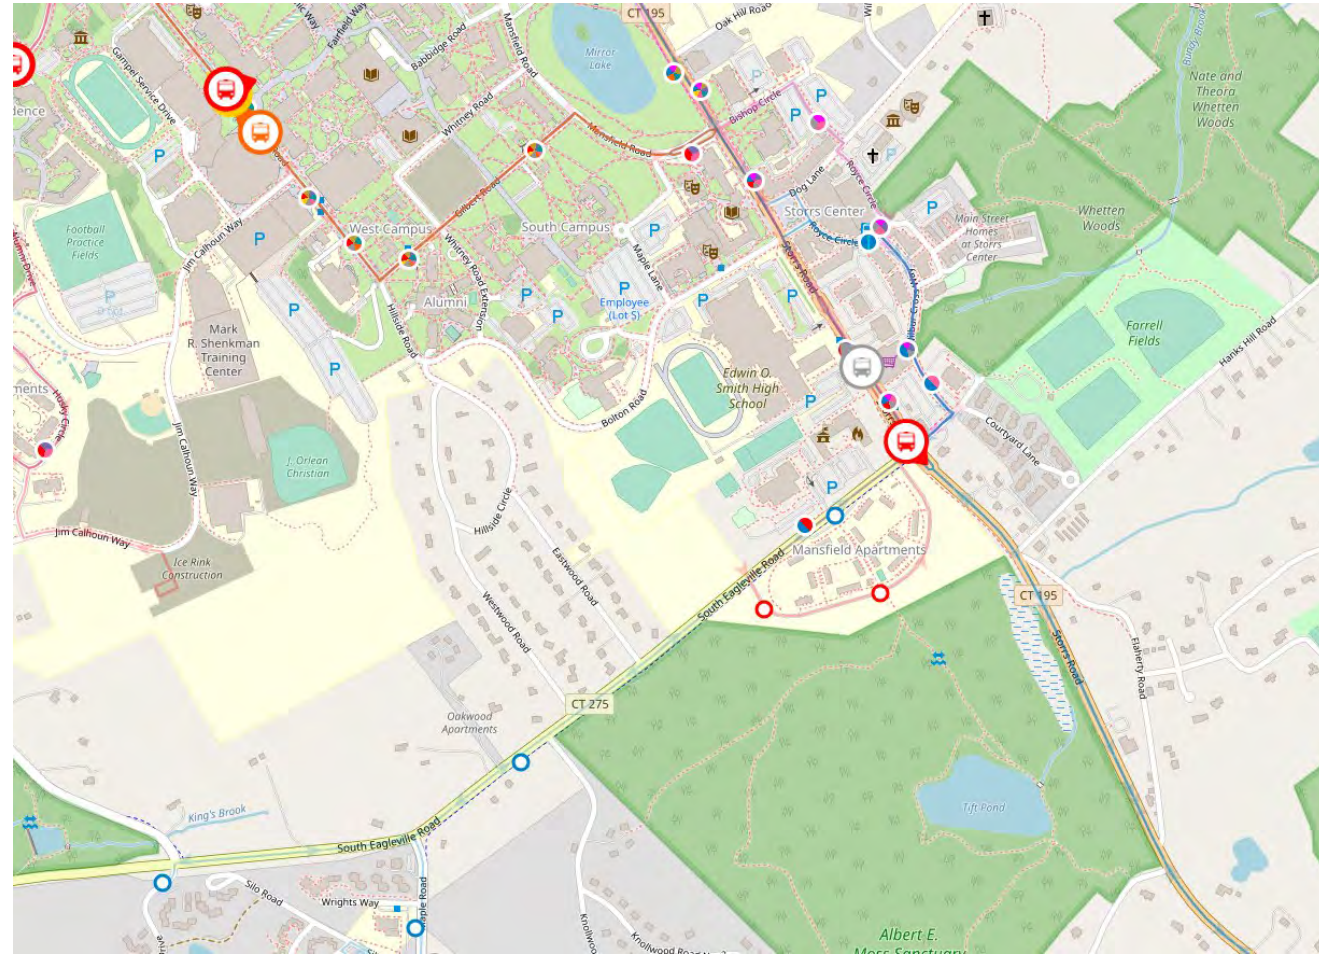 CT 195
Oak Hill Road
Mansfield Road
Fairfield Way
Babbidge Road
Gampel Service Drive
Whitney Road
Mirror
Lake
Bundy Brook
Nate and
Theora
Whetten
Woods
P
P
Bishop Circle
Mansfield Road
P
P
Royce Circle
Dog Lane
Gilbert Road
Football
Practice
Fields
Jim Calhoun Way
P
West Campus
South Campus
P
Storrs Center
Royce Circle
P
Main Street
Homes
at Storrs
Center
Whetten
Woods
Maple Lane
Storrs Road
Wilbur Cross Way
Whitney Road Extension
Alumni
P
P
P
P
Employee
(Lot S)
P
Hillside Road
Mark
R. Shenkman
Training
Center
P
Farrell
Fields
Hanks Hill Road
Edwin O.
Smith High
School
P
Bolton Road
Husky Circle
Jim Calhoun Way
J. Orlean
Christian
Courtyard Lane
P
Hillside Circle
Jim Calhoun Way
Ice Rink
Construction
Eastwood Road
Mansfield Apartments
South Eagleville Road
Westwood Road
CT 195
Storrs Road
Flaherty Road
CT 275
Oakwood
Apartments
Tift Pond
King's Brook
South Eagleville Road
Silo Road
Wrights Way
Maple Road
Knollwood Road
Albert E.
Moss Sanctuary